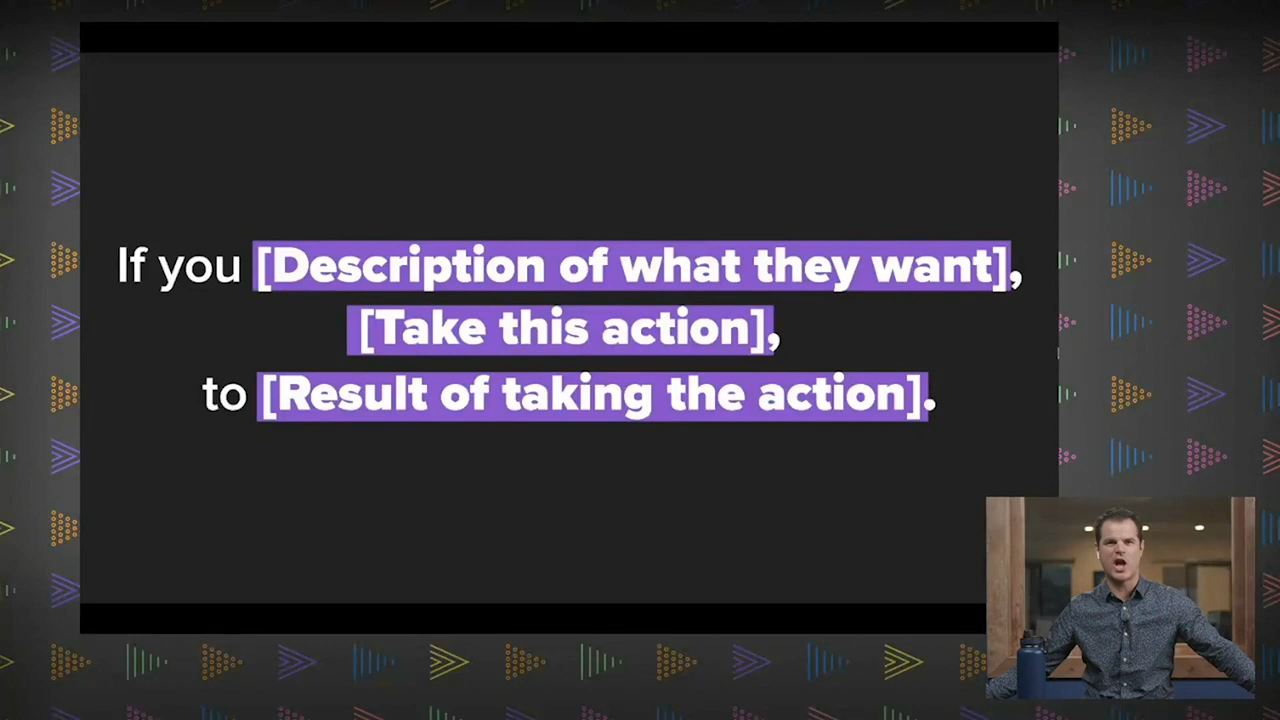 If you [Description of what they want],
[Take this action],
to [Result of taking the action].